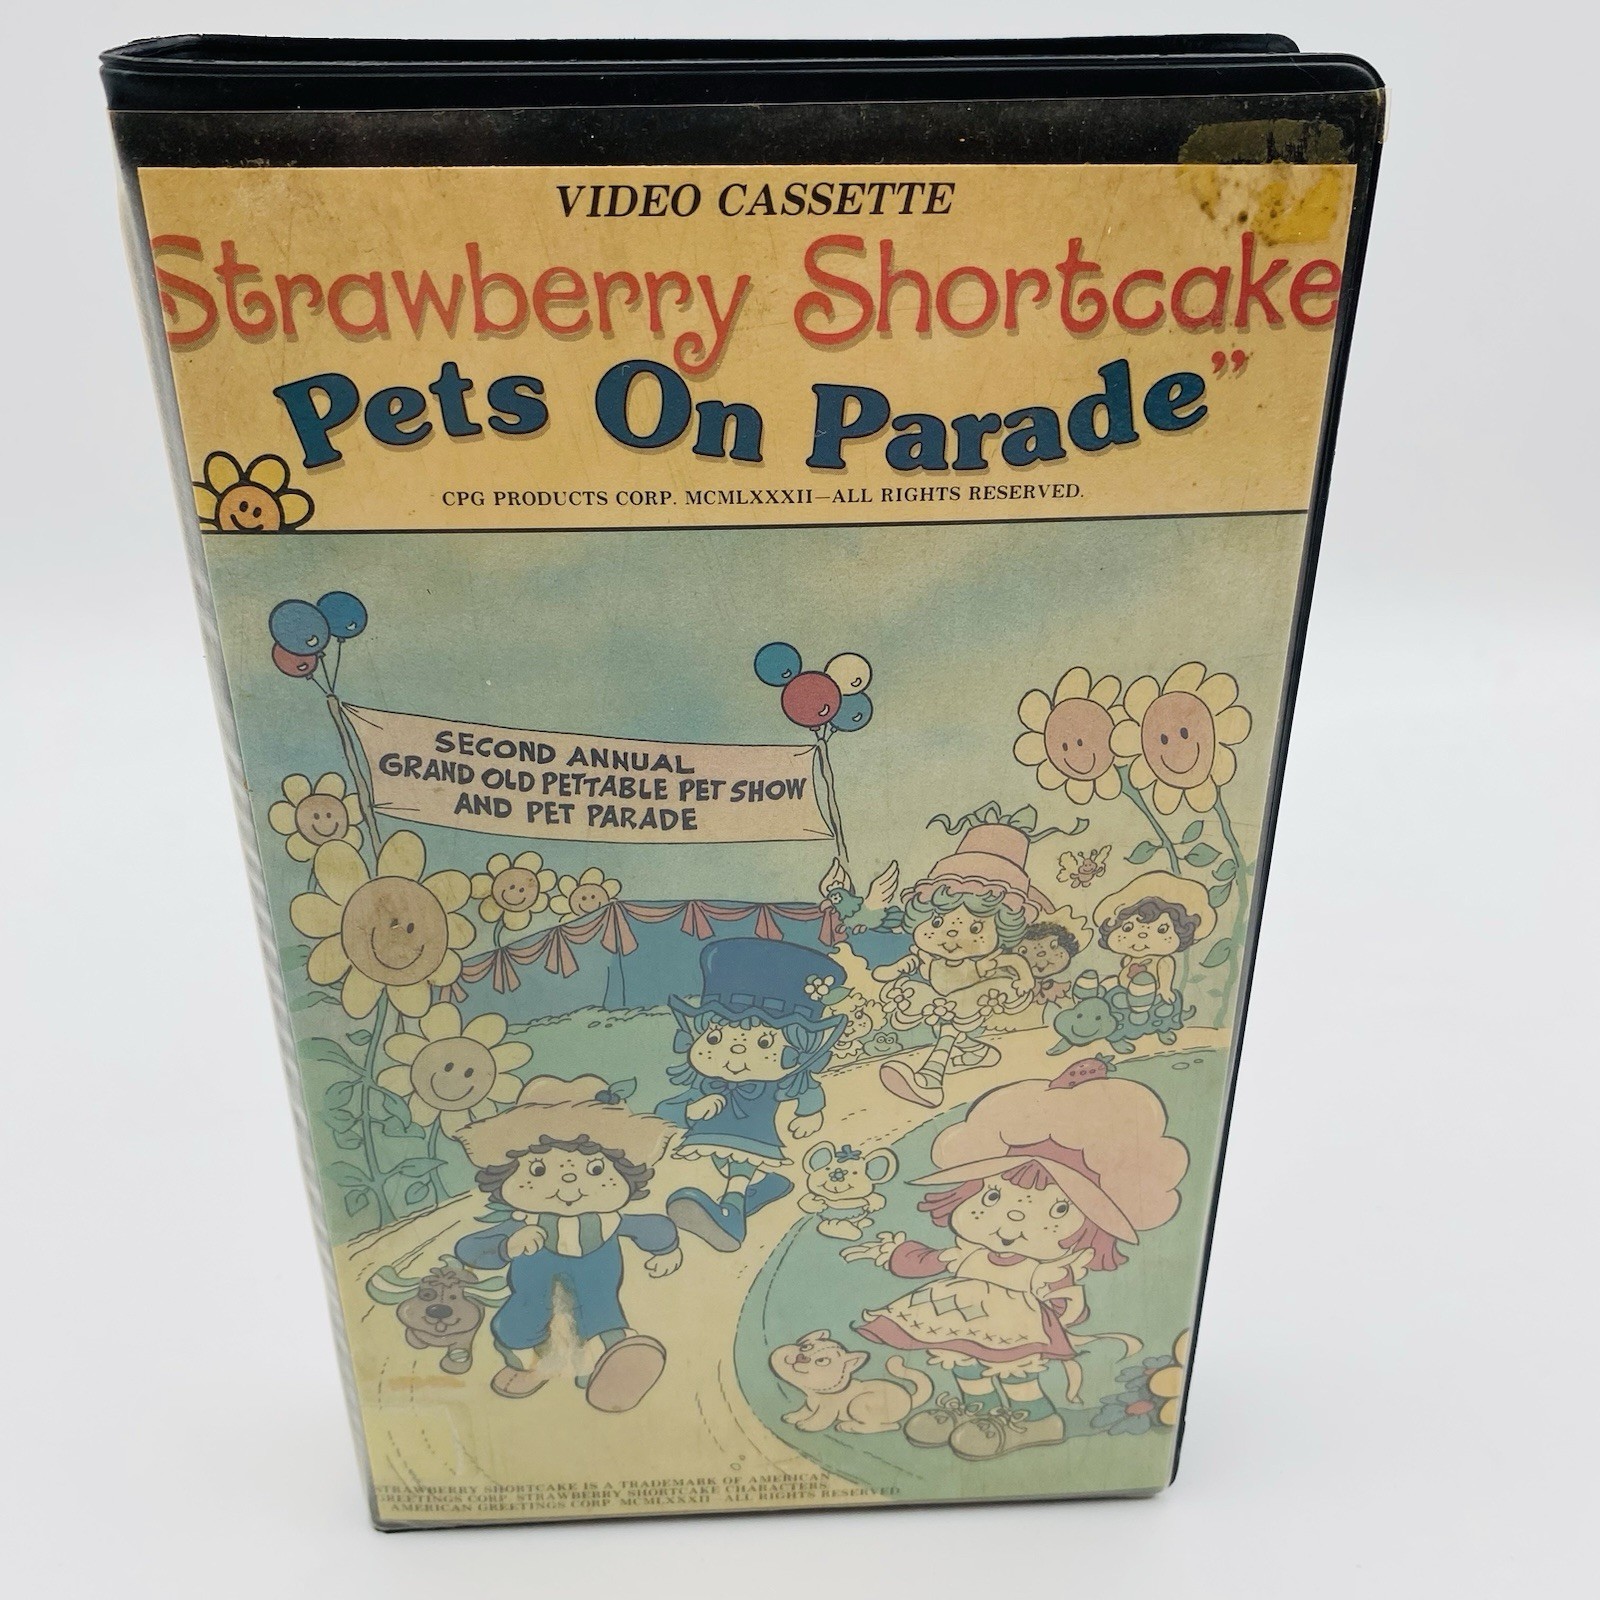 VIDEO CASSETTE
Strawberry Shortcake
Pets On Parade”
CPG PRODUCTS CORP. MCMLXXXII—ALL RIGHTS RESERVED.
SECOND ANNUAL
GRAND OLD PETTABLE PET SHOW
AND PET PARADE
STRAWBERRY SHORTCAKE IS A TRADEMARK OF AMERICAN
GREETINGS CORP STRAWBERRY SHORTCAKE CHARACTERS
AMERICAN GREETINGS CORP MCMLXXXII ALL RIGHTS RESERVED